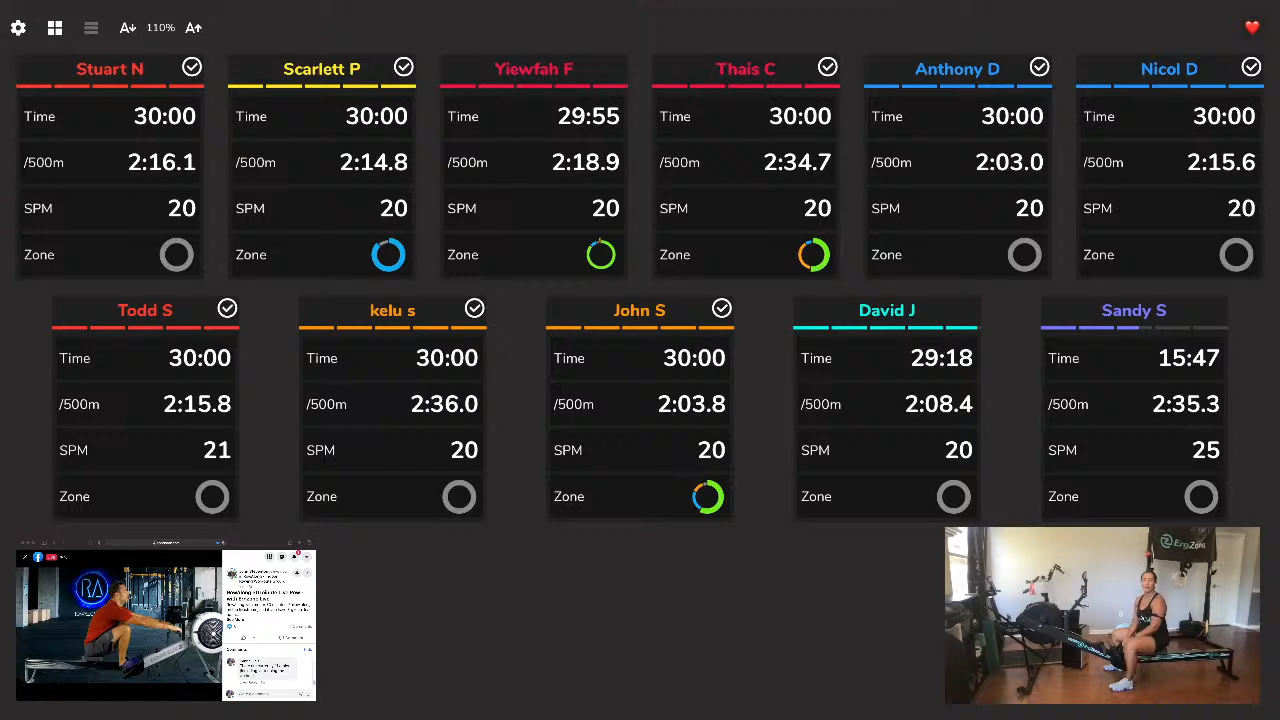 110%
Stuart N
Time 30:00
/500m 2:16.1
SPM 20
Zone
Scarlett P
Time 30:00
/500m 2:14.8
SPM 20
Zone
Yiewfah F
Time 29:55
/500m 2:18.9
SPM 20
Zone
Thais C
Time 30:00
/500m 2:34.7
SPM 20
Zone
Anthony D
Time 30:00
/500m 2:03.0
SPM 20
Zone
Nicol D
Time 30:00
/500m 2:15.6
SPM 20
Zone
Todd S
Time 30:00
/500m 2:15.8
SPM 21
Zone
kelu s
Time 30:00
/500m 2:36.0
SPM 20
Zone
John S
Time 30:00
/500m 2:03.8
SPM 20
Zone
David J
Time 29:18
/500m 2:08.4
SPM 20
Zone
Sandy S
Time 15:47
/500m 2:35.3
SPM 25
Zone
RA
ErgZone